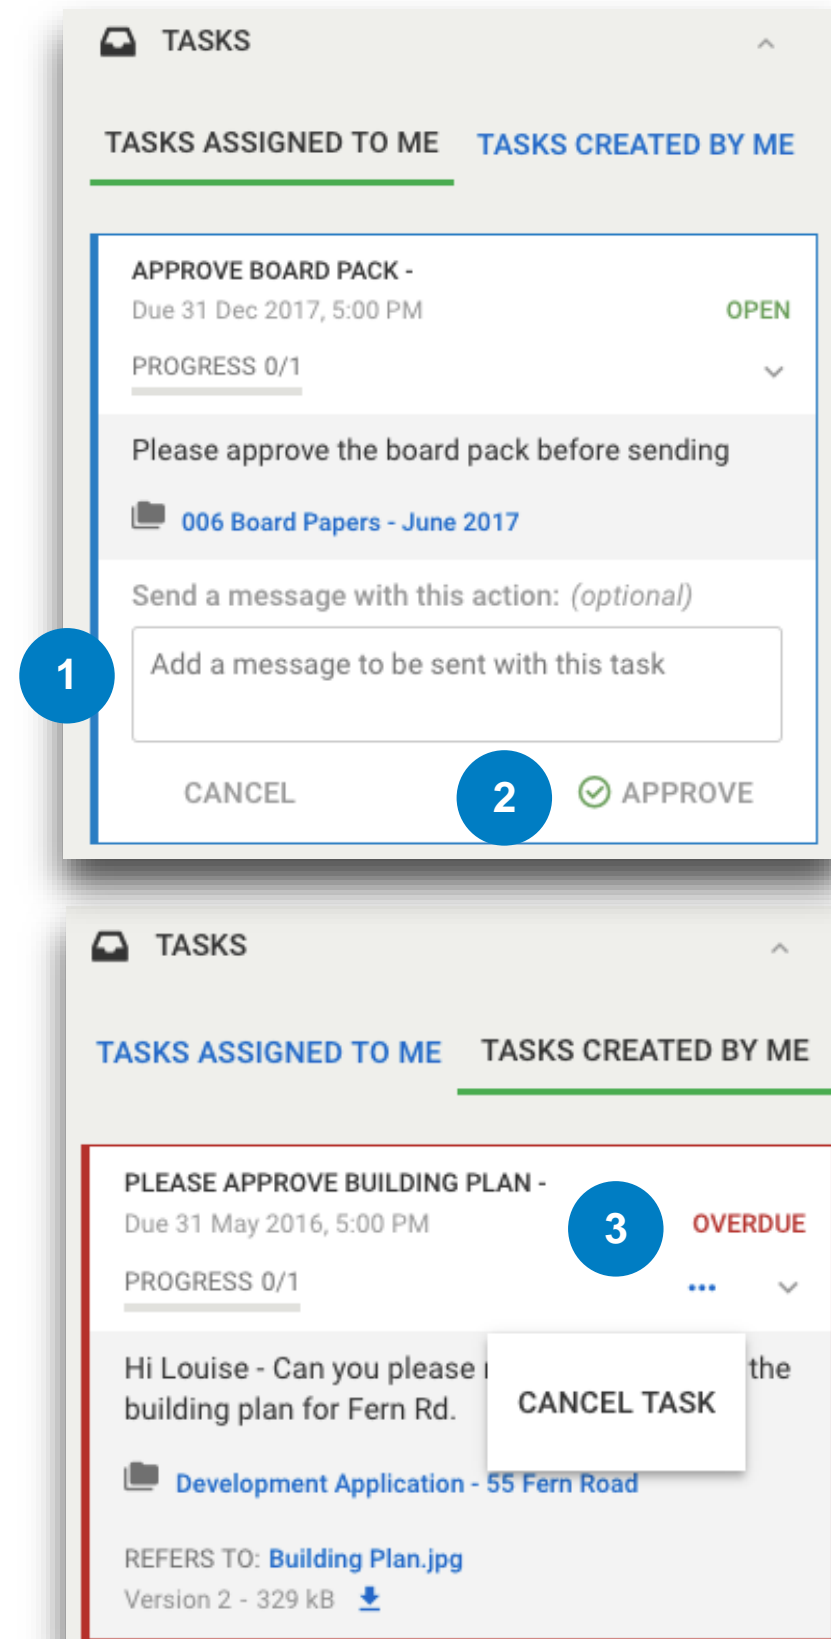 TASKS
TASKS ASSIGNED TO ME TASKS CREATED BY ME
APPROVE BOARD PACK -
Due 31 Dec 2017, 5:00 PM OPEN
PROGRESS 0/1
Please approve the board pack before sending
006 Board Papers - June 2017
Send a message with this action: (optional)
1 Add a message to be sent with this task
CANCEL 2 APPROVE
TASKS
TASKS ASSIGNED TO ME TASKS CREATED BY ME
PLEASE APPROVE BUILDING PLAN -
Due 31 May 2016, 5:00 PM 3 OVERDUE
PROGRESS 0/1 ...
Hi Louise - Can you please the
building plan for Fern Rd. CANCEL TASK
Development Application - 55 Fern Road
REFERS TO: Building Plan.jpg
Version 2 - 329 kB